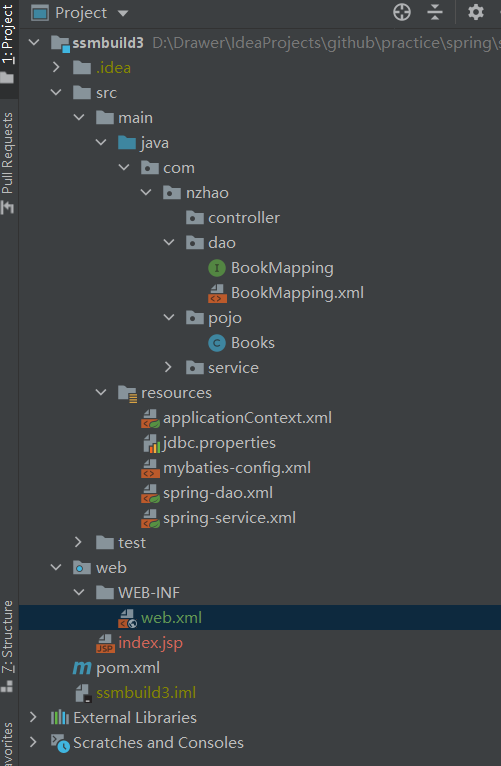 Project
1: Project
ssmbuild3 D:\Drawer\IdeaProjects\github\practice\spring\s
.idea
src
main
Pull Requests
java
com
nzhao
controller
dao
BookMapping
BookMapping.xml
pojo
Books
service
resources
applicationContext.xml
jdbc.properties
mybaties-config.xml
spring-dao.xml
spring-service.xml
test
web
WEB-INF
web.xml
7: Structure
index.jsp
pom.xml
ssmbuild3.iml
External Libraries
Scratches and Consoles
avorites